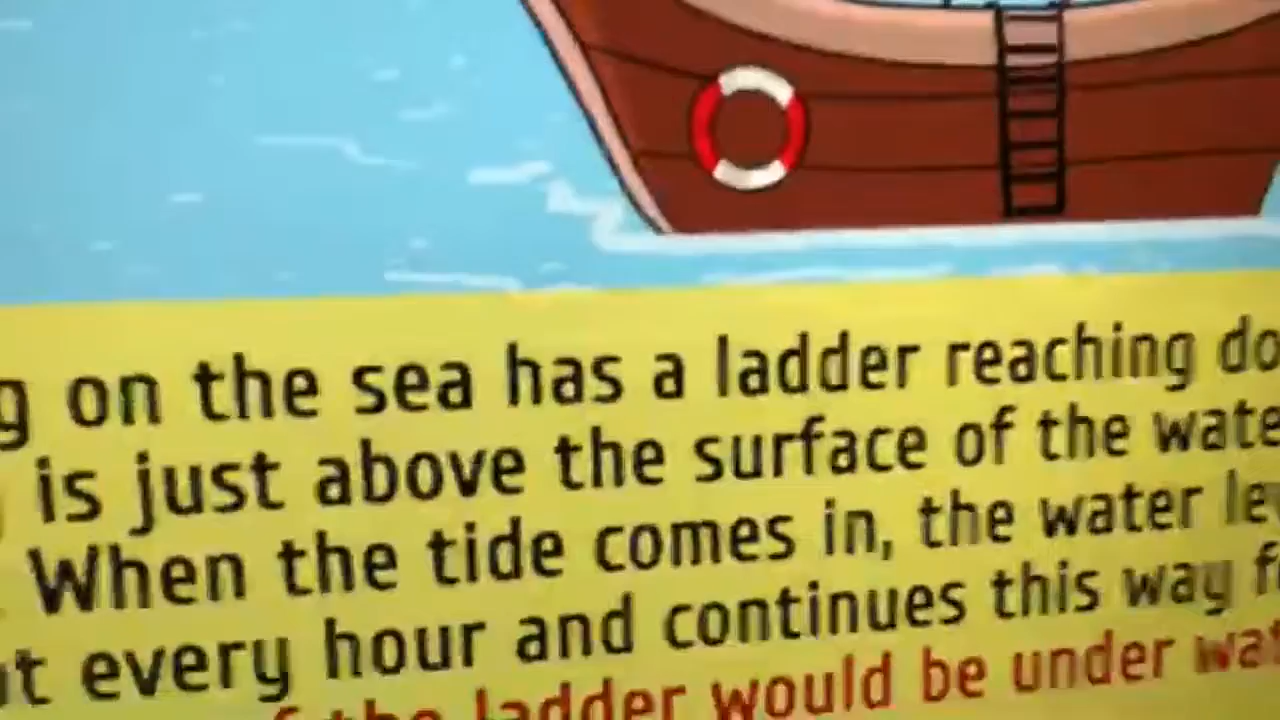 on the sea has a ladder reaching
is just above the surface of the
When the tide comes in, the water
every hour and continues this way
the ladder would be under